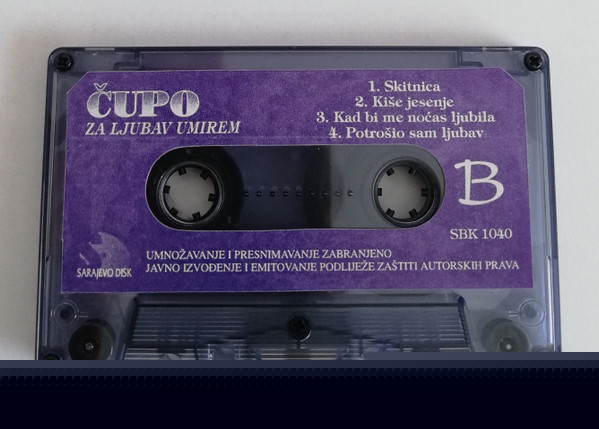 ČUPO
ZA LJUBAV UMIREM
1. Skitnica
2. Kiše jesenje
3. Kad bi me noćas ljubila
4. Potrošio sam ljubav
B
SBK 1040
SARAJEVO DISK
UMNOŽAVANJE I PRESNIMAVANJE ZABRANJENO
JAVNO IZVOĐENJE I EMITOVANJE PODLIJEŽE ZAŠTITI AUTORSKIH PRAVA